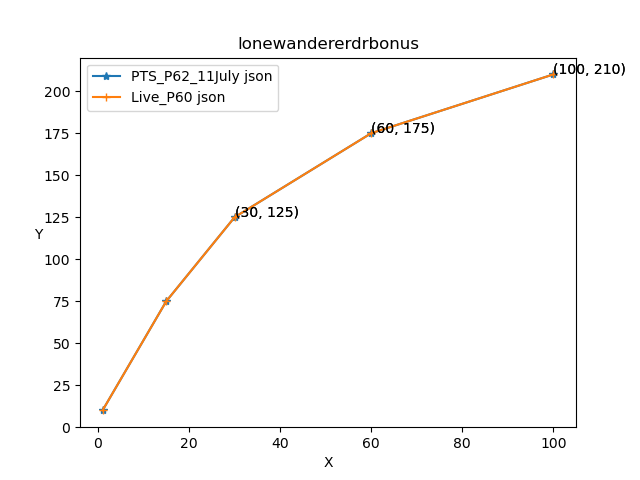 lonewandererdrbonus
PTS_P62_11July json
Live_P60 json
(100, 210)
(60, 175)
(30, 125)
200
175
150
125
100
75
50
25
0
Y
0 20 40 60 80 100
X